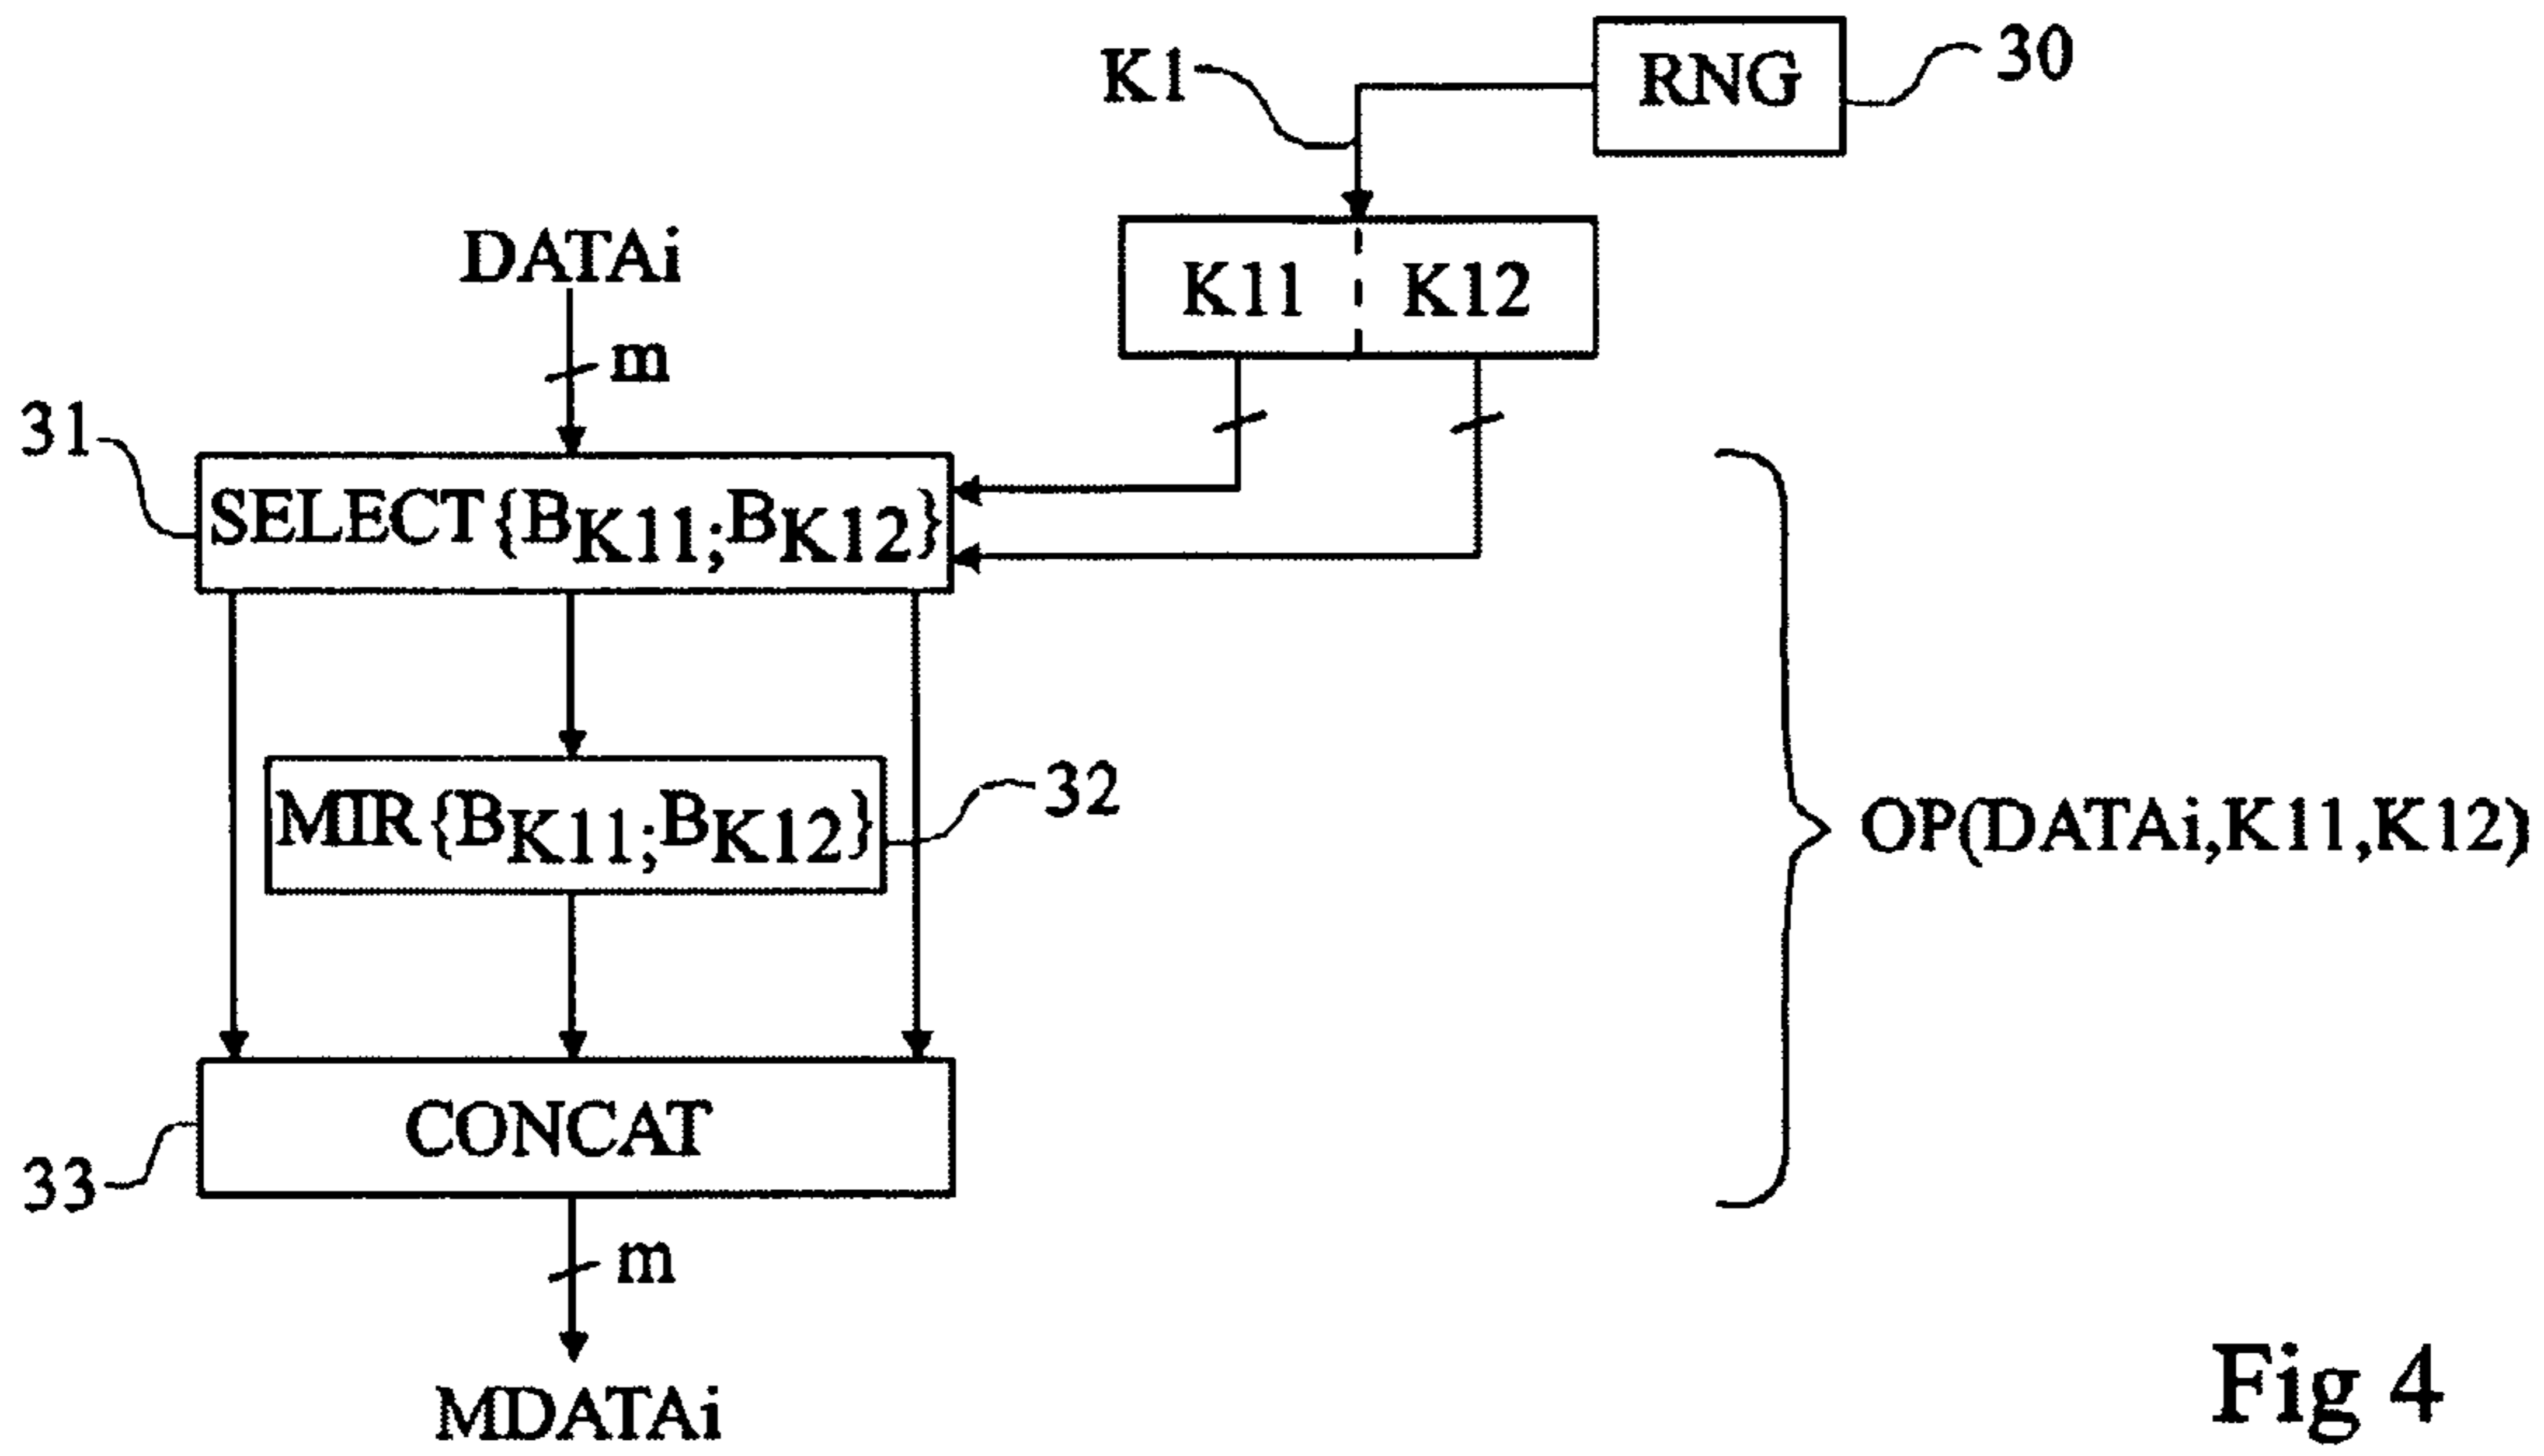 K1
RNG
30
K11
K12
DATAi
m
31
SELECT{BK11;BK12}
MIR{BK11;BK12}
32
OP(DATAi,K11,K12)
CONCAT
33
m
MDATAi
Fig 4